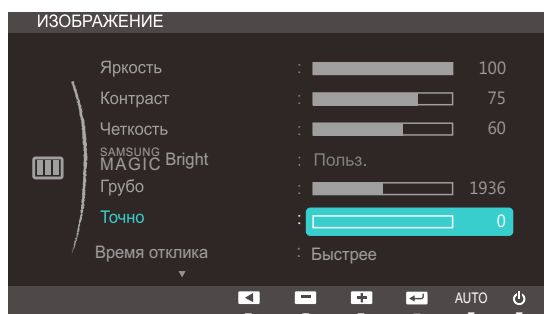 ИЗОБРАЖЕНИЕ
Яркость : 100
Контраст : 75
Четкость : 60
SAMSUNG MAGIC Bright : Польз.
Грубо : 1936
Точно : 0
Время отклика : Быстрее
AUTO